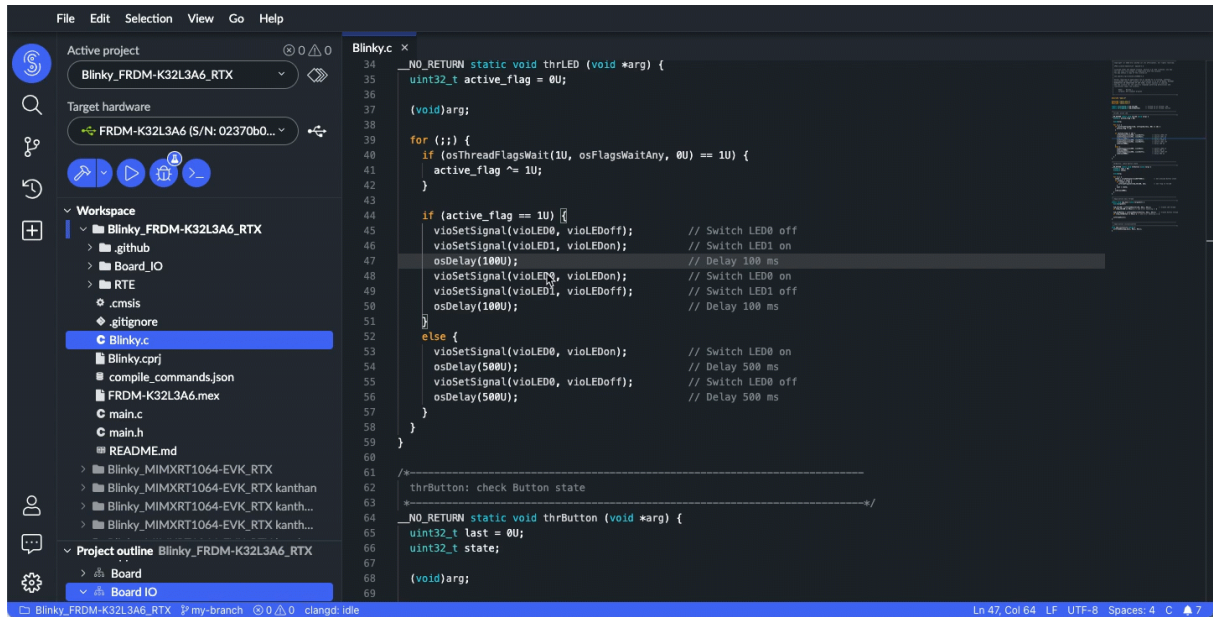 File Edit Selection View Go Help
Active project 0 0
Blinky_FRDM-K32L3A6_RTX
Target hardware
FRDM-K32L3A6 (S/N: 02370b0...
Workspace
Blinky_FRDM-K32L3A6_RTX
.github
Board_IO
RTE
.cmsis
.gitignore
C Blinky.c
Blinky.cprj
compile_commands.json
FRDM-K32L3A6.mex
C main.c
C main.h
README.md
Blinky_MIMXRT1064-EVK_RTX
Blinky_MIMXRT1064-EVK_RTX kanthan
Blinky_MIMXRT1064-EVK_RTX kanth...
Blinky_MIMXRT1064-EVK_RTX kanth...
Project outline Blinky_FRDM-K32L3A6_RTX
Board
Board IO
Blinky.c ×
34 __NO_RETURN static void thrLED (void *arg) {
35 uint32_t active_flag = 0U;
36
37 (void)arg;
38
39 for (;;) {
40 if (osThreadFlagsWait(1U, osFlagsWaitAny, 0U) == 1U) {
41 active_flag ^= 1U;
42 }
43
44 if (active_flag == 1U) {
45 vioSetSignal(vioLED0, vioLEDoff); // Switch LED0 off
46 vioSetSignal(vioLED1, vioLEDon); // Switch LED1 on
47 osDelay(100U); // Delay 100 ms
48 vioSetSignal(vioLED0, vioLEDon); // Switch LED0 on
49 vioSetSignal(vioLED1, vioLEDoff); // Switch LED1 off
50 osDelay(100U); // Delay 100 ms
51 }
52 else {
53 vioSetSignal(vioLED0, vioLEDon); // Switch LED0 on
54 osDelay(500U); // Delay 500 ms
55 vioSetSignal(vioLED0, vioLEDoff); // Switch LED0 off
56 osDelay(500U); // Delay 500 ms
57 }
58 }
59 }
60
61 /*---------------------------------------------------------------------------
62 thrButton: check Button state
63 *---------------------------------------------------------------------------*/
64 __NO_RETURN static void thrButton (void *arg) {
65 uint32_t last = 0U;
66 uint32_t state;
67
68 (void)arg;
69
Blinky_FRDM-K32L3A6_RTX my-branch 0 0 clangd: idle Ln 47, Col 64 LF UTF-8 Spaces: 4 C 7